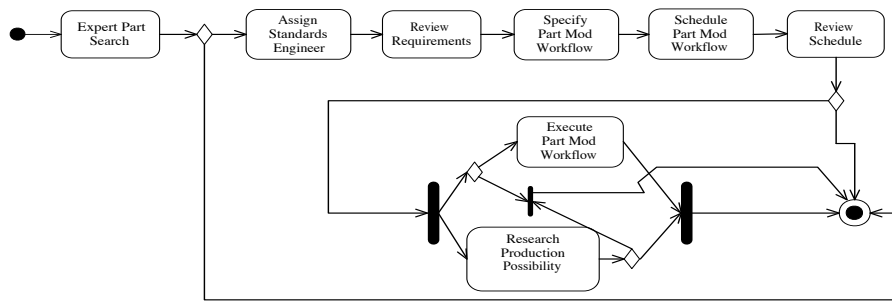 Expert Part
Search
Assign
Standards
Engineer
Review
Requirements
Specify
Part Mod
Workflow
Schedule
Part Mod
Workflow
Review
Schedule
Execute
Part Mod
Workflow
Research
Production
Possibility